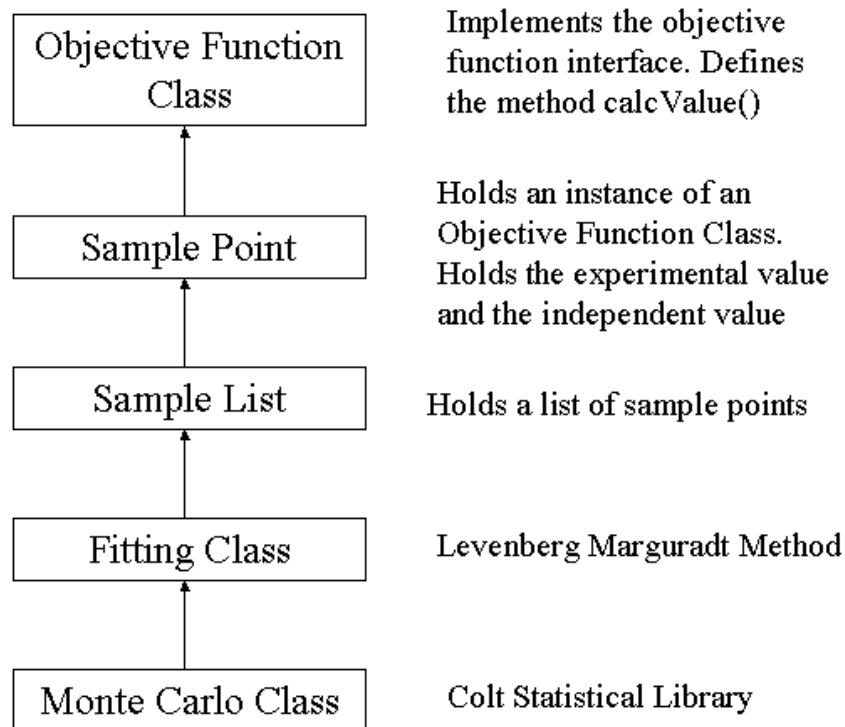 Objective Function
Class
Implements the objective
function interface. Defines
the method calcValue()
Sample Point
Holds an instance of an
Objective Function Class.
Holds the experimental value
and the independent value
Sample List
Holds a list of sample points
Fitting Class
Levenberg Marguradt Method
Monte Carlo Class
Colt Statistical Library